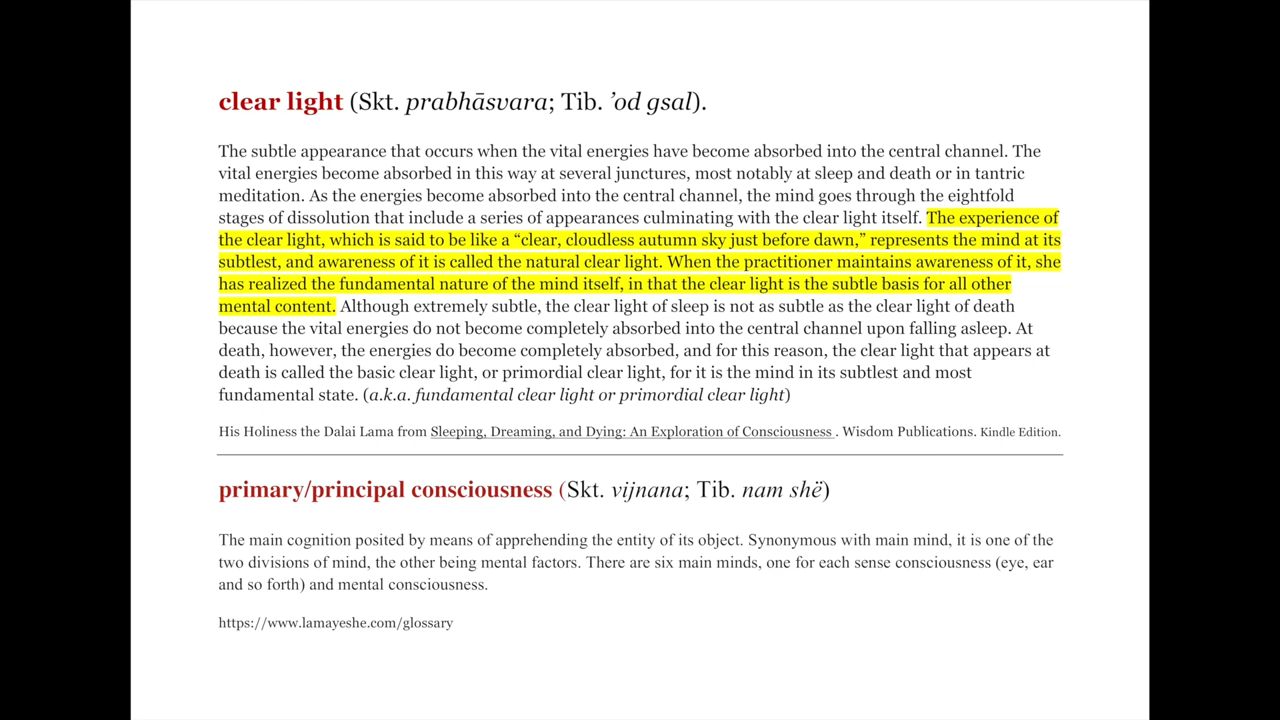 clear light (Skt. prabhāsvara; Tib. ’od gsal).
The subtle appearance that occurs when the vital energies have become absorbed into the central channel. The
vital energies become absorbed in this way at several junctures, most notably at sleep and death or in tantric
meditation. As the energies become absorbed into the central channel, the mind goes through the eightfold
stages of dissolution that include a series of appearances culminating with the clear light itself. The experience of
the clear light, which is said to be like a “clear, cloudless autumn sky just before dawn,” represents the mind at its
subtlest, and awareness of it is called the natural clear light. When the practitioner maintains awareness of it, she
has realized the fundamental nature of the mind itself, in that the clear light is the subtle basis for all other
mental content. Although extremely subtle, the clear light of sleep is not as subtle as the clear light of death
because the vital energies do not become completely absorbed into the central channel upon falling asleep. At
death, however, the energies do become completely absorbed, and for this reason, the clear light that appears at
death is called the basic clear light, or primordial clear light, for it is the mind in its subtlest and most
fundamental state. (a.k.a. fundamental clear light or primordial clear light)
His Holiness the Dalai Lama from Sleeping, Dreaming, and Dying: An Exploration of Consciousness . Wisdom Publications. Kindle Edition.
primary/principal consciousness (Skt. vijnana; Tib. nam shë)
The main cognition posited by means of apprehending the entity of its object. Synonymous with main mind, it is one of the
two divisions of mind, the other being mental factors. There are six main minds, one for each sense consciousness (eye, ear
and so forth) and mental consciousness.
https://www.lamayeshe.com/glossary